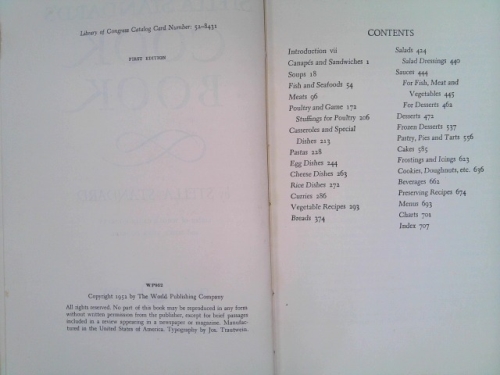 Library of Congress Catalog Card Number: 52-8431
FIRST EDITION
WP852
Copyright 1952 by The World Publishing Company
All rights reserved. No part of this book may be reproduced in any form
without written permission from the publisher, except for brief passages
included in a review appearing in a newspaper or magazine. Manufac-
tured in the United States of America. Typography by Jos. Trautwein.
CONTENTS
Introduction vii
Canapés and Sandwiches 1
Soups 18
Fish and Seafoods 54
Meats 96
Poultry and Game 172
Stuffings for Poultry 206
Casseroles and Special
Dishes 213
Pastas 228
Egg Dishes 244
Cheese Dishes 263
Rice Dishes 272
Curries 286
Vegetable Recipes 293
Breads 374
Salads 424
Salad Dressings 440
Sauces 444
For Fish, Meat and
Vegetables 445
For Desserts 462
Desserts 472
Frozen Desserts 537
Pastry, Pies and Tarts 556
Cakes 585
Frostings and Icings 623
Cookies, Doughnuts, etc. 636
Beverages 662
Preserving Recipes 674
Menus 693
Charts 701
Index 707